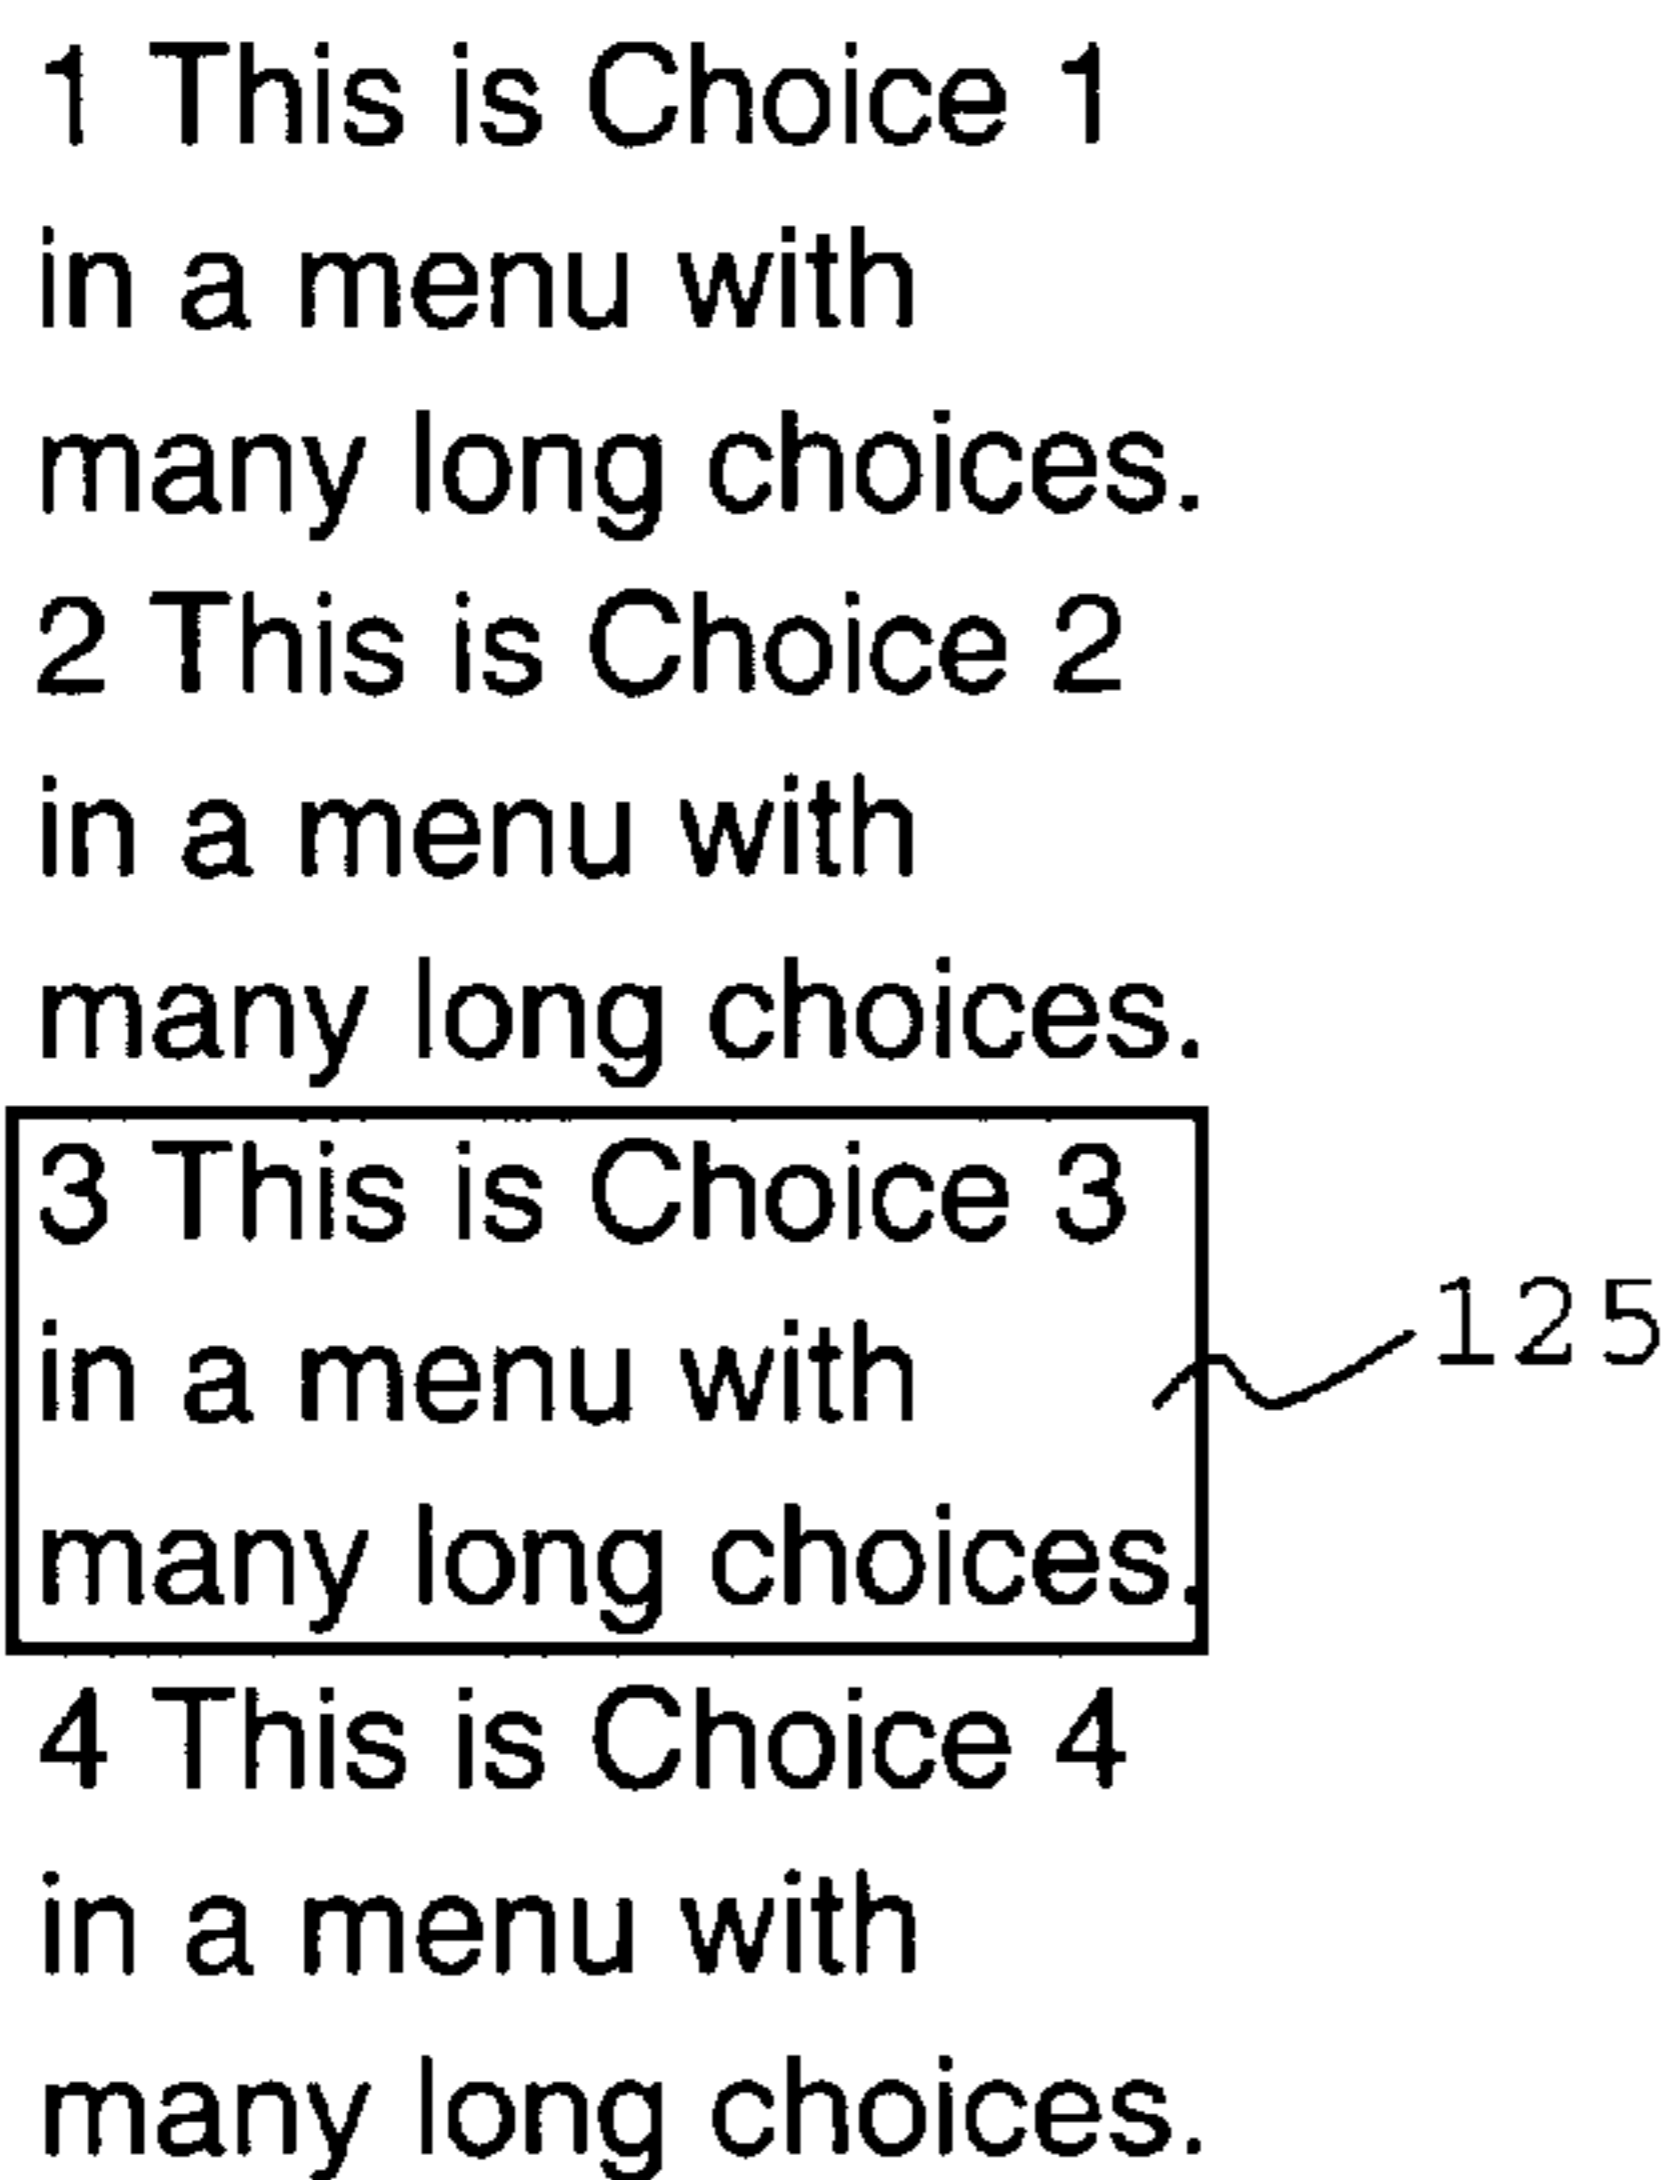 1 This is Choice 1
in a menu with
many long choices.
2 This is Choice 2
in a menu with
many long choices.
3 This is Choice 3
in a menu with
many long choices.
125
4 This is Choice 4
in a menu with
many long choices.